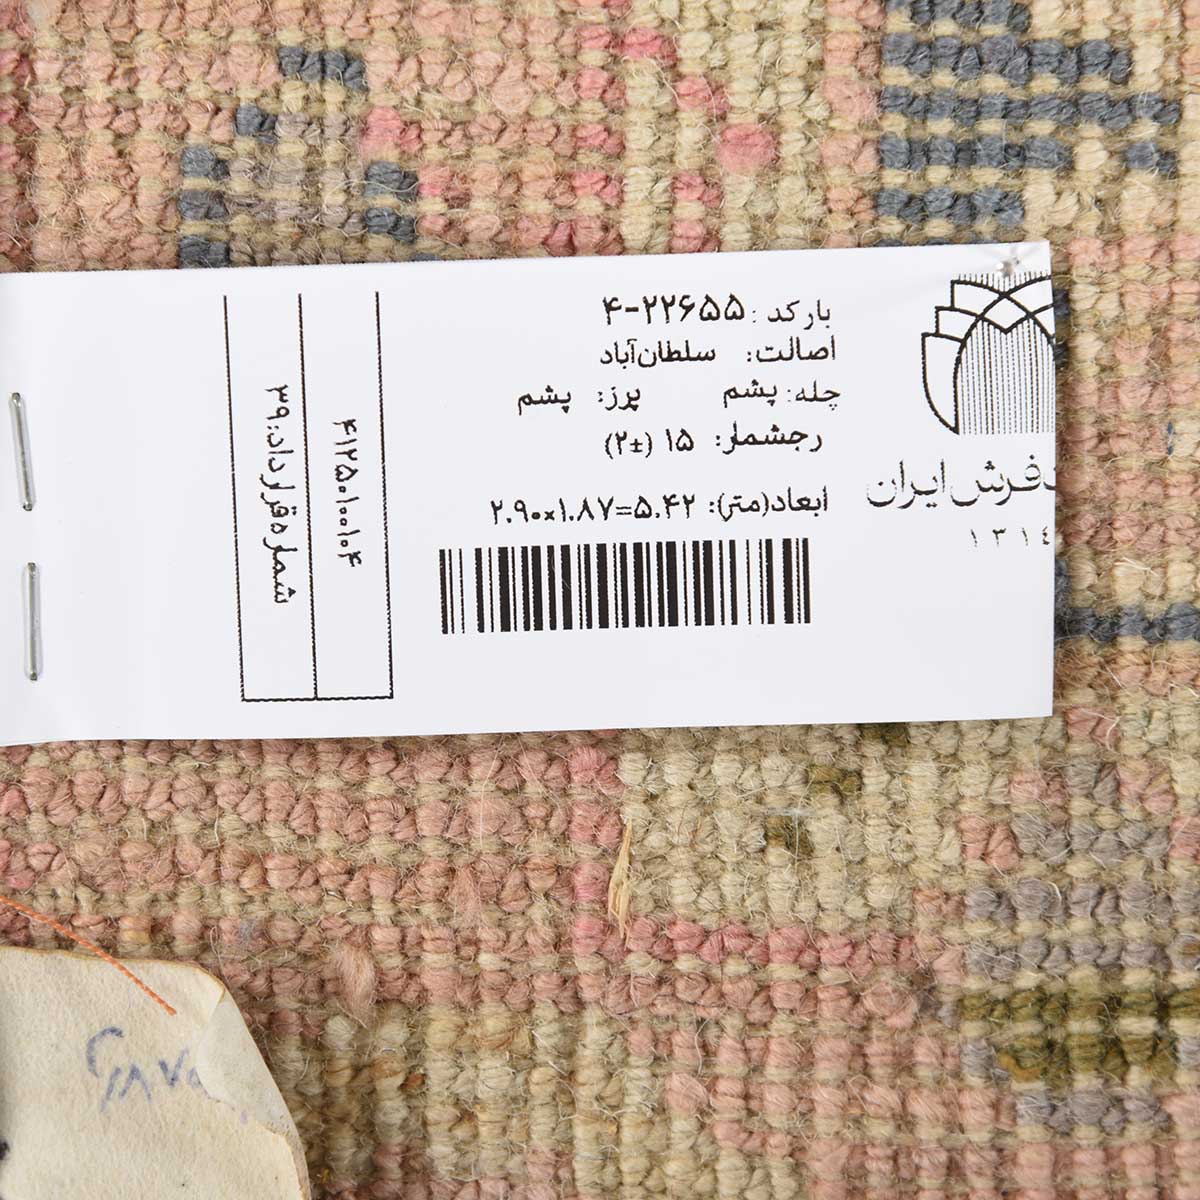 بارکد: ۴-۲۲۶۵۵
اصالت: سلطان‌آباد
چله: پشم پرز: پشم
رجشمار: ۱۵ (±۲)
ابعاد(متر): ۲.۹۰×۱.۸۷=۵.۴۲
فرش ایران
۱۳۱۴
۴۱۲۵۰۱۰۰۱۰۴
شماره قرارداد: ۳۹